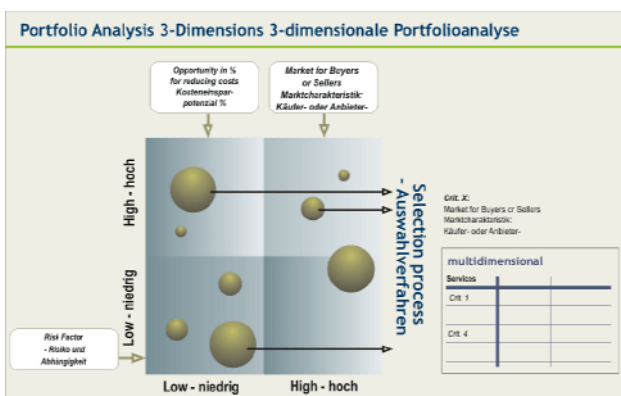 Portfolio Analysis 3-Dimensions 3-dimensionale Portfolioanalyse
Opportunity in %
for reducing costs
Kosteneinspar-
potenzial %
Market for Buyers
or Sellers
Marktcharakteristik:
Käufer- oder Anbieter-
High - hoch
Low - niedrig
Risk Factor
- Risiko und
Abhängigkeit
Low - niedrig
High - hoch
Selection process
- Auswahlverfahren
Crit. X:
Market for Buyers or Sellers
Marktcharakteristik:
Käufer- oder Anbieter-
multidimensional
Services
Crit. 1
Crit. 4